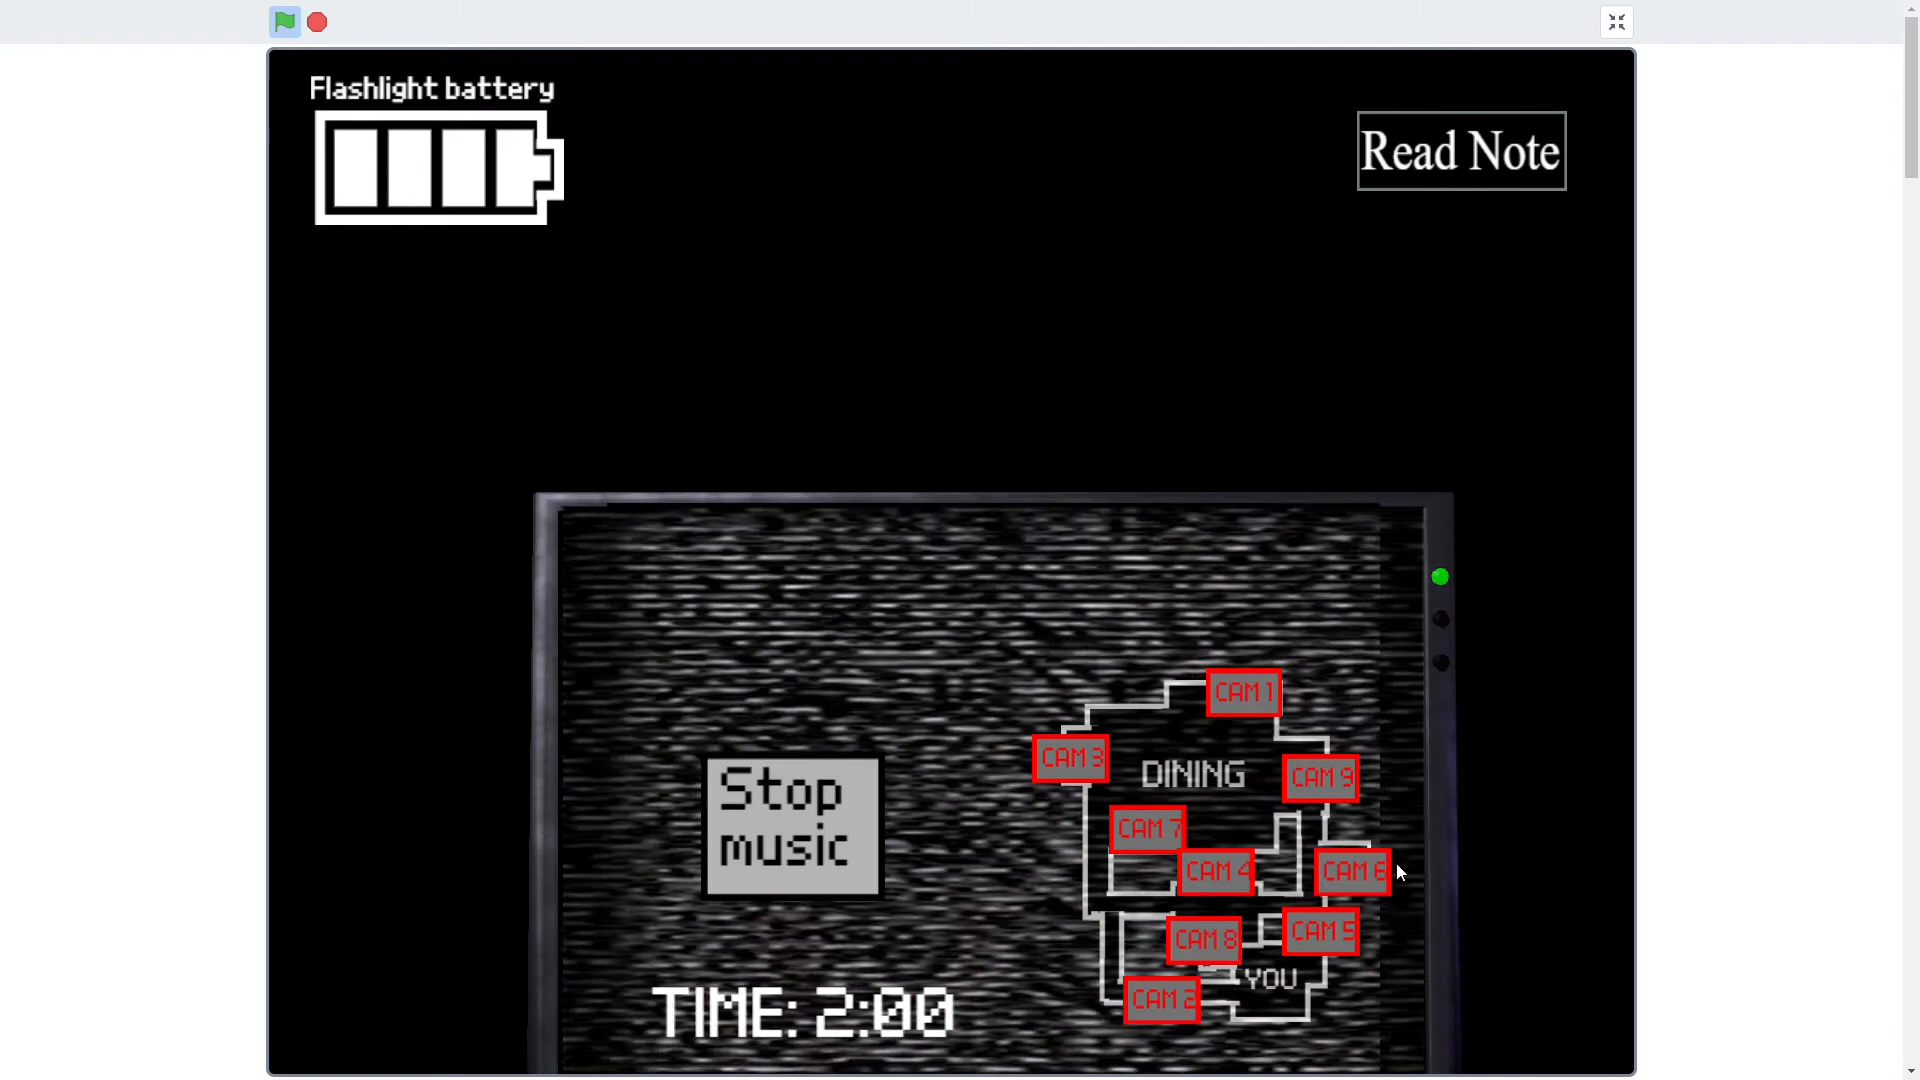 Flashlight battery
Read Note
CAM 1
CAM 3
DINING
CAM 9
CAM 7
CAM 4
CAM 6
Stop
music
CAM 8
CAM 5
YOU
CAM 2
TIME: 2:00